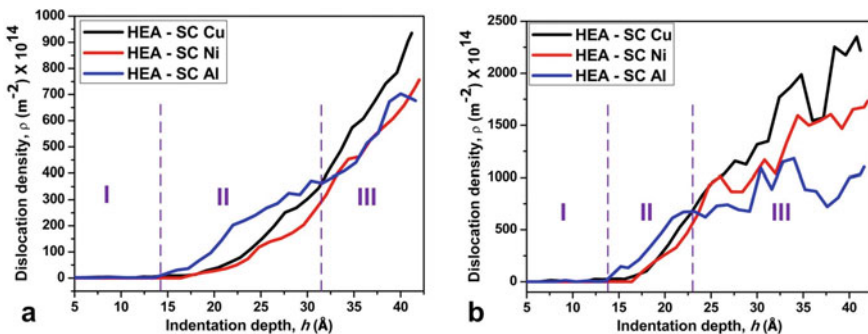 1000
900
800
700
600
500
400
300
200
100
0
Dislocation density, ρ (m⁻²) X 10¹⁴
HEA - SC Cu
HEA - SC Ni
HEA - SC Al
I
II
III
5 10 15 20 25 30 35 40
Indentation depth, h (Å)
a
2500
2000
1500
1000
500
0
Dislocation density, ρ (m⁻²) X 10¹⁴
HEA - SC Cu
HEA - SC Ni
HEA - SC Al
I
II
III
5 10 15 20 25 30 35 40
Indentation depth, h (Å)
b